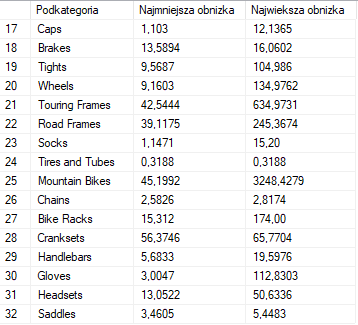 Podkategoria Najmniejsza obnizka Najwieksza obnizka
17 Caps 1,103 12,1365
18 Brakes 13,5894 16,0602
19 Tights 9,5687 104,986
20 Wheels 9,1603 134,9762
21 Touring Frames 42,5444 634,9731
22 Road Frames 39,1175 245,3674
23 Socks 1,1471 15,20
24 Tires and Tubes 0,3188 0,3188
25 Mountain Bikes 45,1992 3248,4279
26 Chains 2,5826 2,8174
27 Bike Racks 15,312 174,00
28 Cranksets 56,3746 65,7704
29 Handlebars 5,6833 19,5976
30 Gloves 3,0047 112,8303
31 Headsets 13,0522 50,6336
32 Saddles 3,4605 5,4483